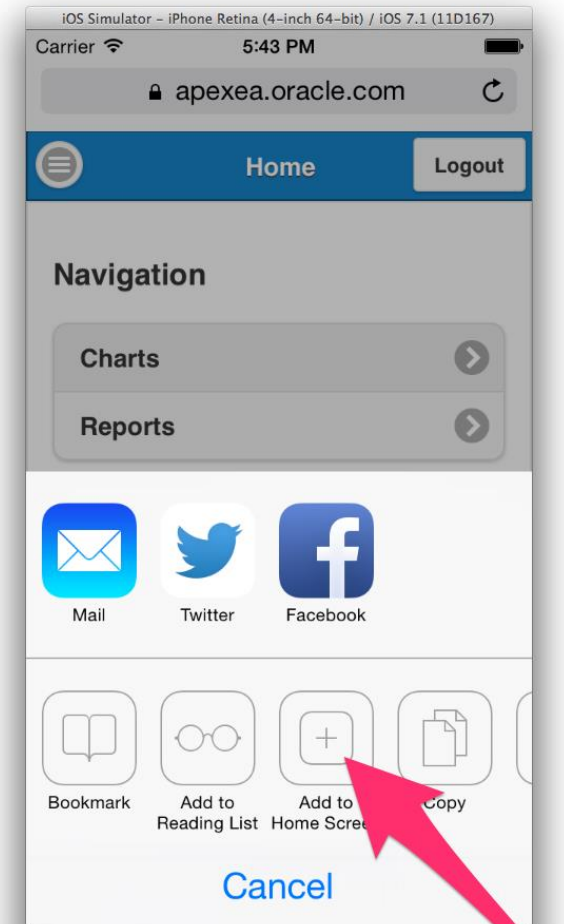 iOS Simulator – iPhone Retina (4-inch 64-bit) / iOS 7.1 (11D167)
Carrier 5:43 PM
apexea.oracle.com
Home Logout
Navigation
Charts
Reports
Mail Twitter Facebook
Bookmark Add to Add to Copy
Reading List Home Scree
Cancel